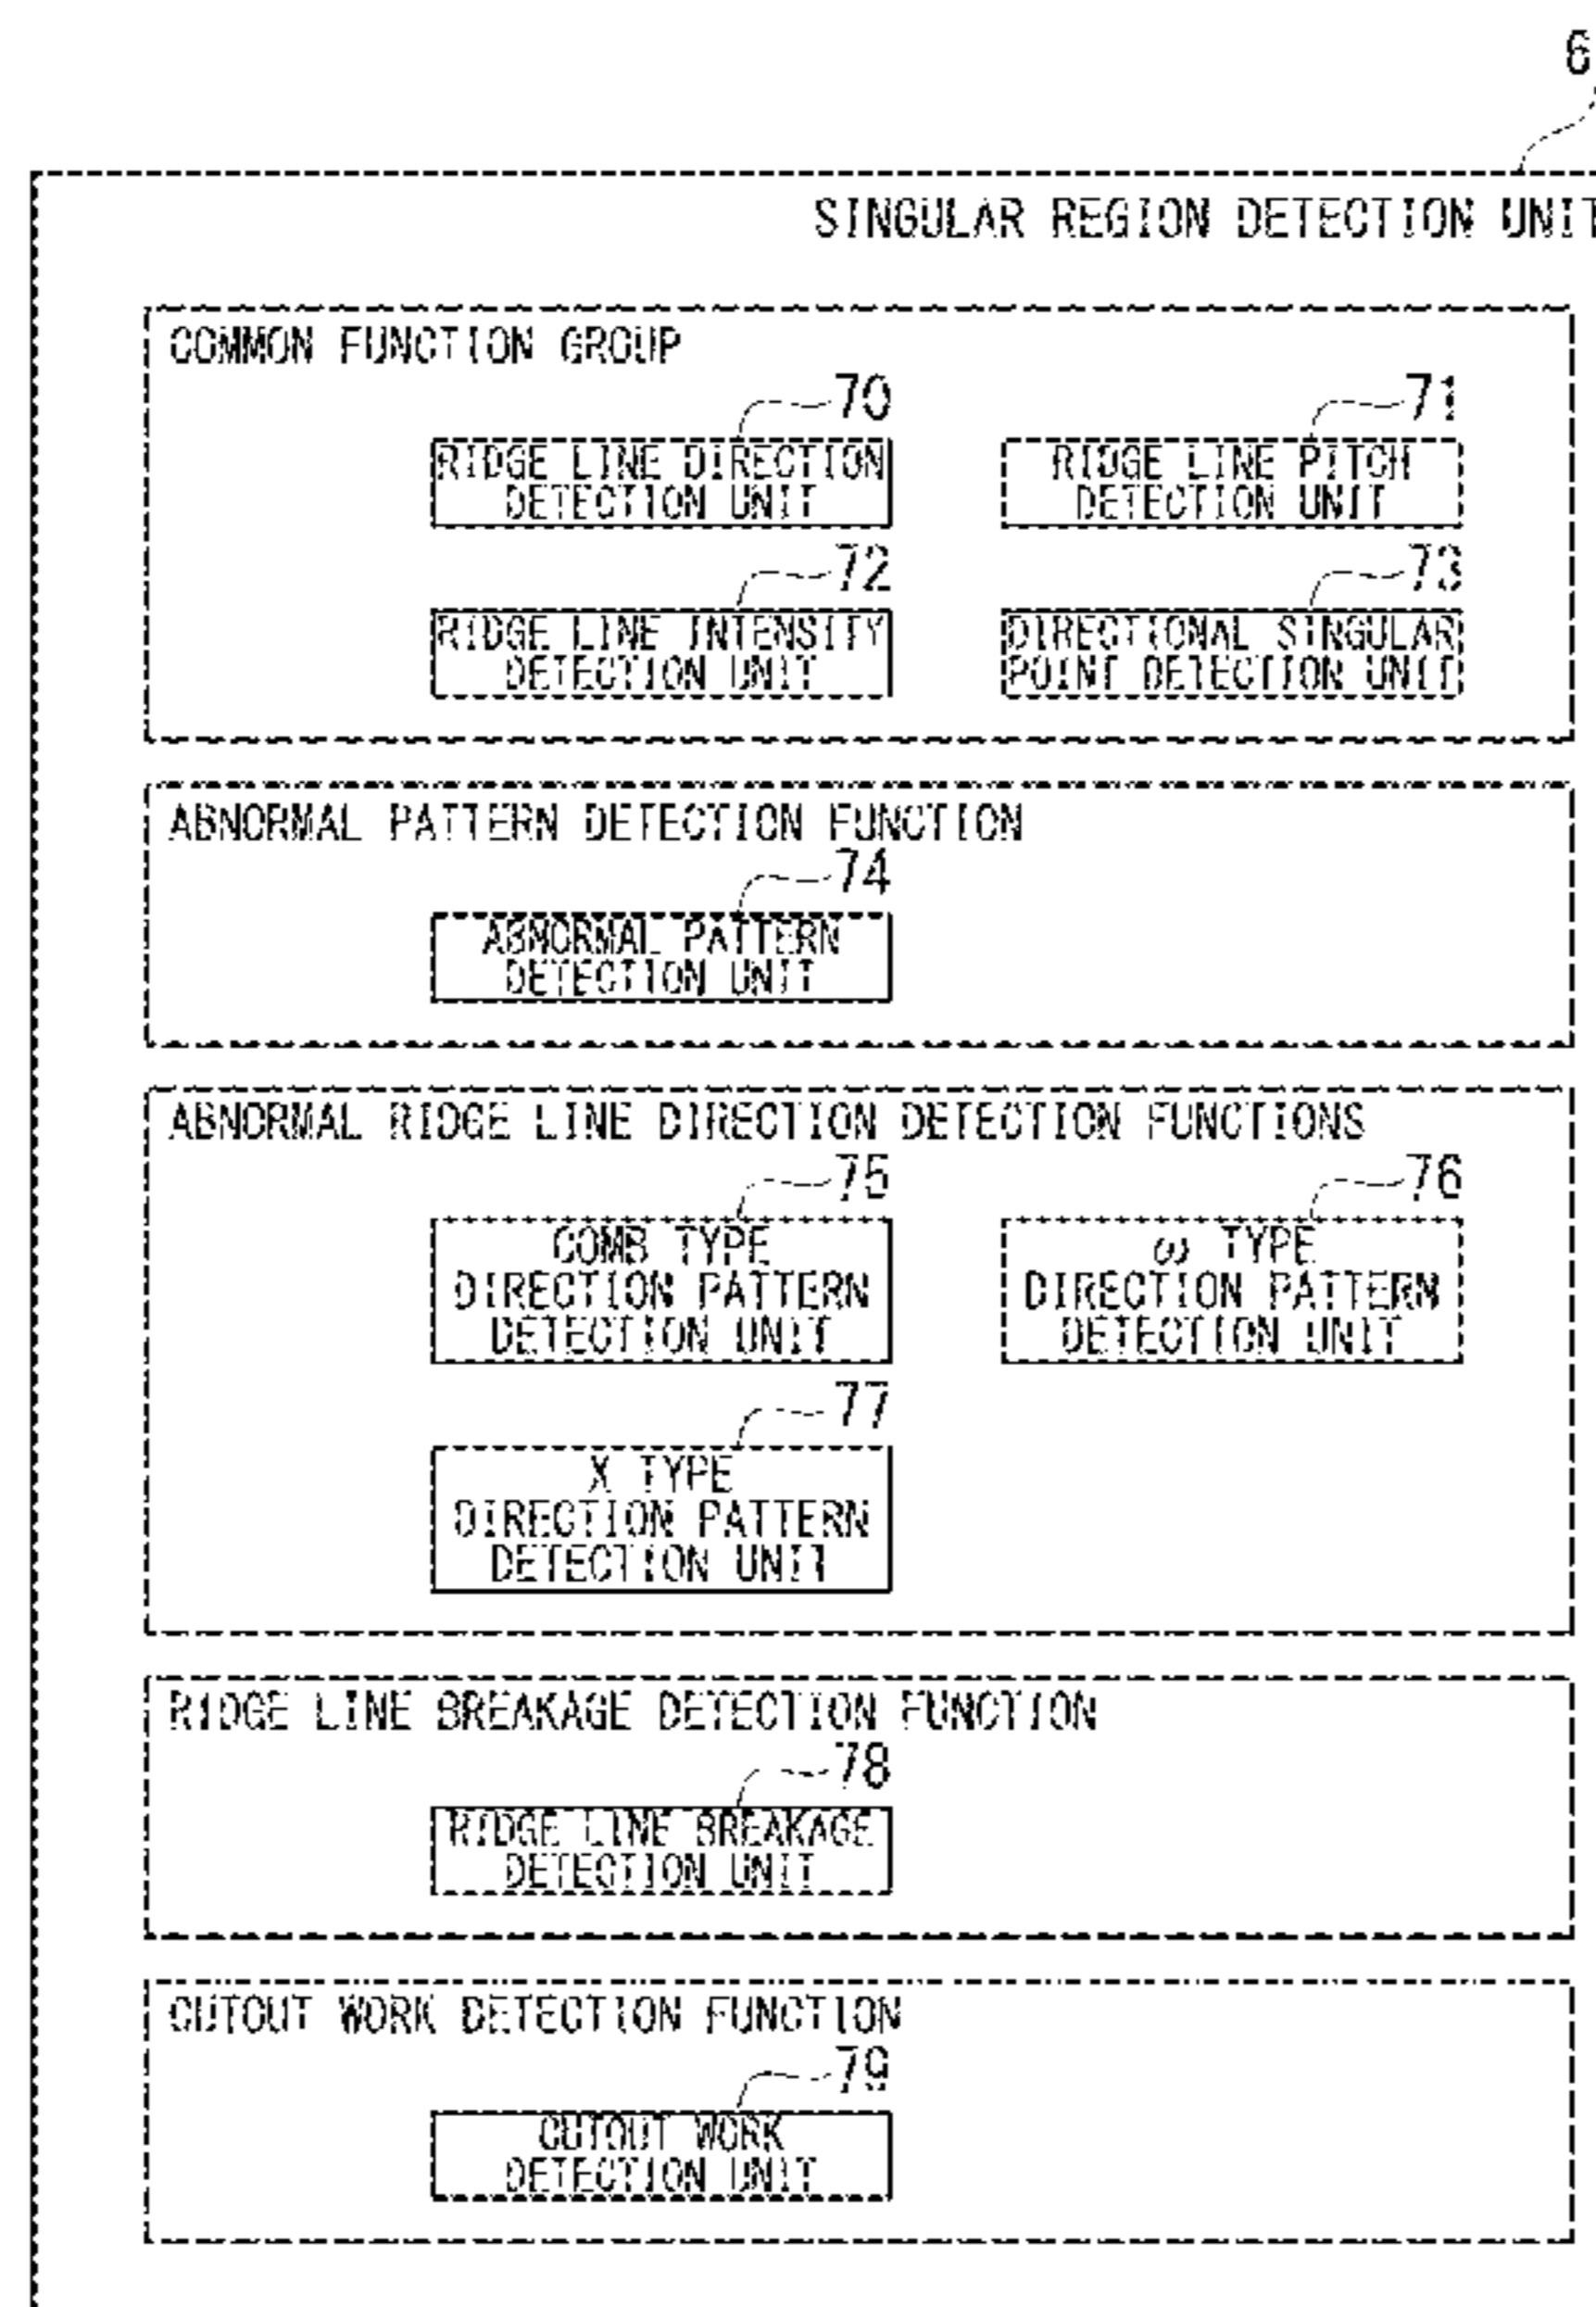 6
SINGULAR REGION DETECTION UNIT
COMMON FUNCTION GROUP
70
RIDGE LINE DIRECTION
DETECTION UNIT
71
RIDGE LINE PITCH
DETECTION UNIT
72
RIDGE LINE INTENSITY
DETECTION UNIT
73
DIRECTIONAL SINGULAR
POINT DETECTION UNIT
ABNORMAL PATTERN DETECTION FUNCTION
74
ABNORMAL PATTERN
DETECTION UNIT
ABNORMAL RIDGE LINE DIRECTION DETECTION FUNCTIONS
75
COMB TYPE
DIRECTION PATTERN
DETECTION UNIT
76
ω TYPE
DIRECTION PATTERN
DETECTION UNIT
77
X TYPE
DIRECTION PATTERN
DETECTION UNIT
RIDGE LINE BREAKAGE DETECTION FUNCTION
78
RIDGE LINE BREAKAGE
DETECTION UNIT
CUTOUT WORK DETECTION FUNCTION
79
CUTOUT WORK
DETECTION UNIT